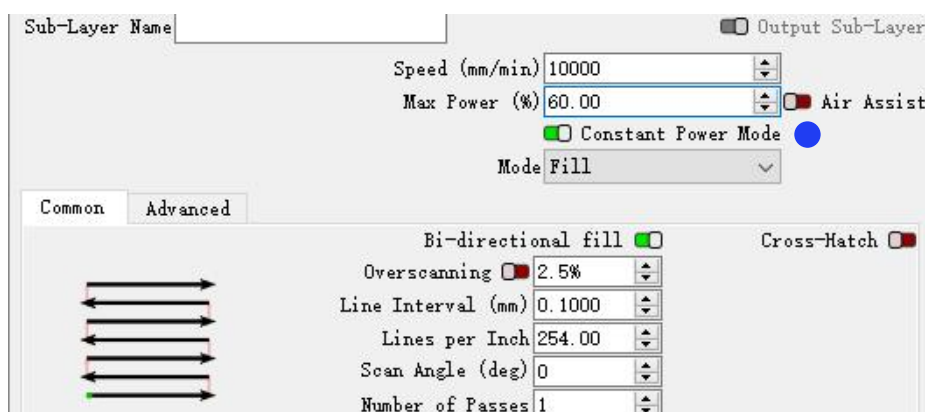 Sub-Layer Name Output Sub-Layer
Speed (mm/min) 10000
Max Power (%) 60.00 Air Assist
Constant Power Mode
Mode Fill
Common Advanced
Bi-directional fill Cross-Hatch
Overscanning 2.5%
Line Interval (mm) 0.1000
Lines per Inch 254.00
Scan Angle (deg) 0
Number of Passes 1